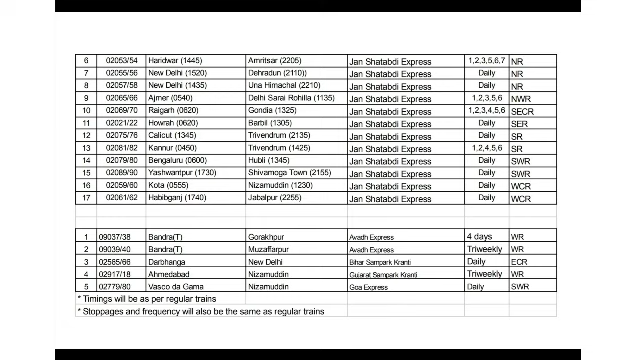 6 02053/54 Haridwar (1445) Amritsar (2205) Jan Shatabdi Express 1,2,3,5,6,7 NR
7 02055/56 New Delhi (1520) Dehradun (2110)) Jan Shatabdi Express Daily NR
8 02057/58 New Delhi (1435) Una Himachal (2210) Jan Shatabdi Express Daily NR
9 02065/66 Ajmer (0540) Delhi Sarai Rohilla (1135) Jan Shatabdi Express 1,2,3,5,6 NWR
10 02069/70 Raigarh (0620) Gondia (1325) Jan Shatabdi Express 1,2,3,4,5,6 SECR
11 02021/22 Howrah (0620) Barbil (1305) Jan Shatabdi Express Daily SER
12 02075/76 Calicut (1345) Trivendrum (2135) Jan Shatabdi Express Daily SR
13 02081/82 Kannur (0450) Trivendrum (1425) Jan Shatabdi Express 1,2,4,5,6 SR
14 02079/80 Bengaluru (0600) Hubli (1345) Jan Shatabdi Express Daily SWR
15 02089/90 Yashwantpur (1730) Shivamoga Town (2155) Jan Shatabdi Express Daily SWR
16 02059/60 Kota (0555) Nizamuddin (1230) Jan Shatabdi Express Daily WCR
17 02061/62 Habibganj (1740) Jabalpur (2255) Jan Shatabdi Express Daily WCR
1 09037/38 Bandra(T) Gorakhpur Avadh Express 4 days WR
2 09039/40 Bandra(T) Muzaffarpur Avadh Express Triweekly WR
3 02565/66 Darbhanga New Delhi Bihar Sampark Kranti Daily ECR
4 02917/18 Ahmedabad Nizamuddin Gujarat Sampark Kranti Triweekly WR
5 02779/80 Vasco da Gama Nizamuddin Goa Express Daily SWR
* Timings will be as per regular trains
* Stoppages and frequency will also be the same as regular trains